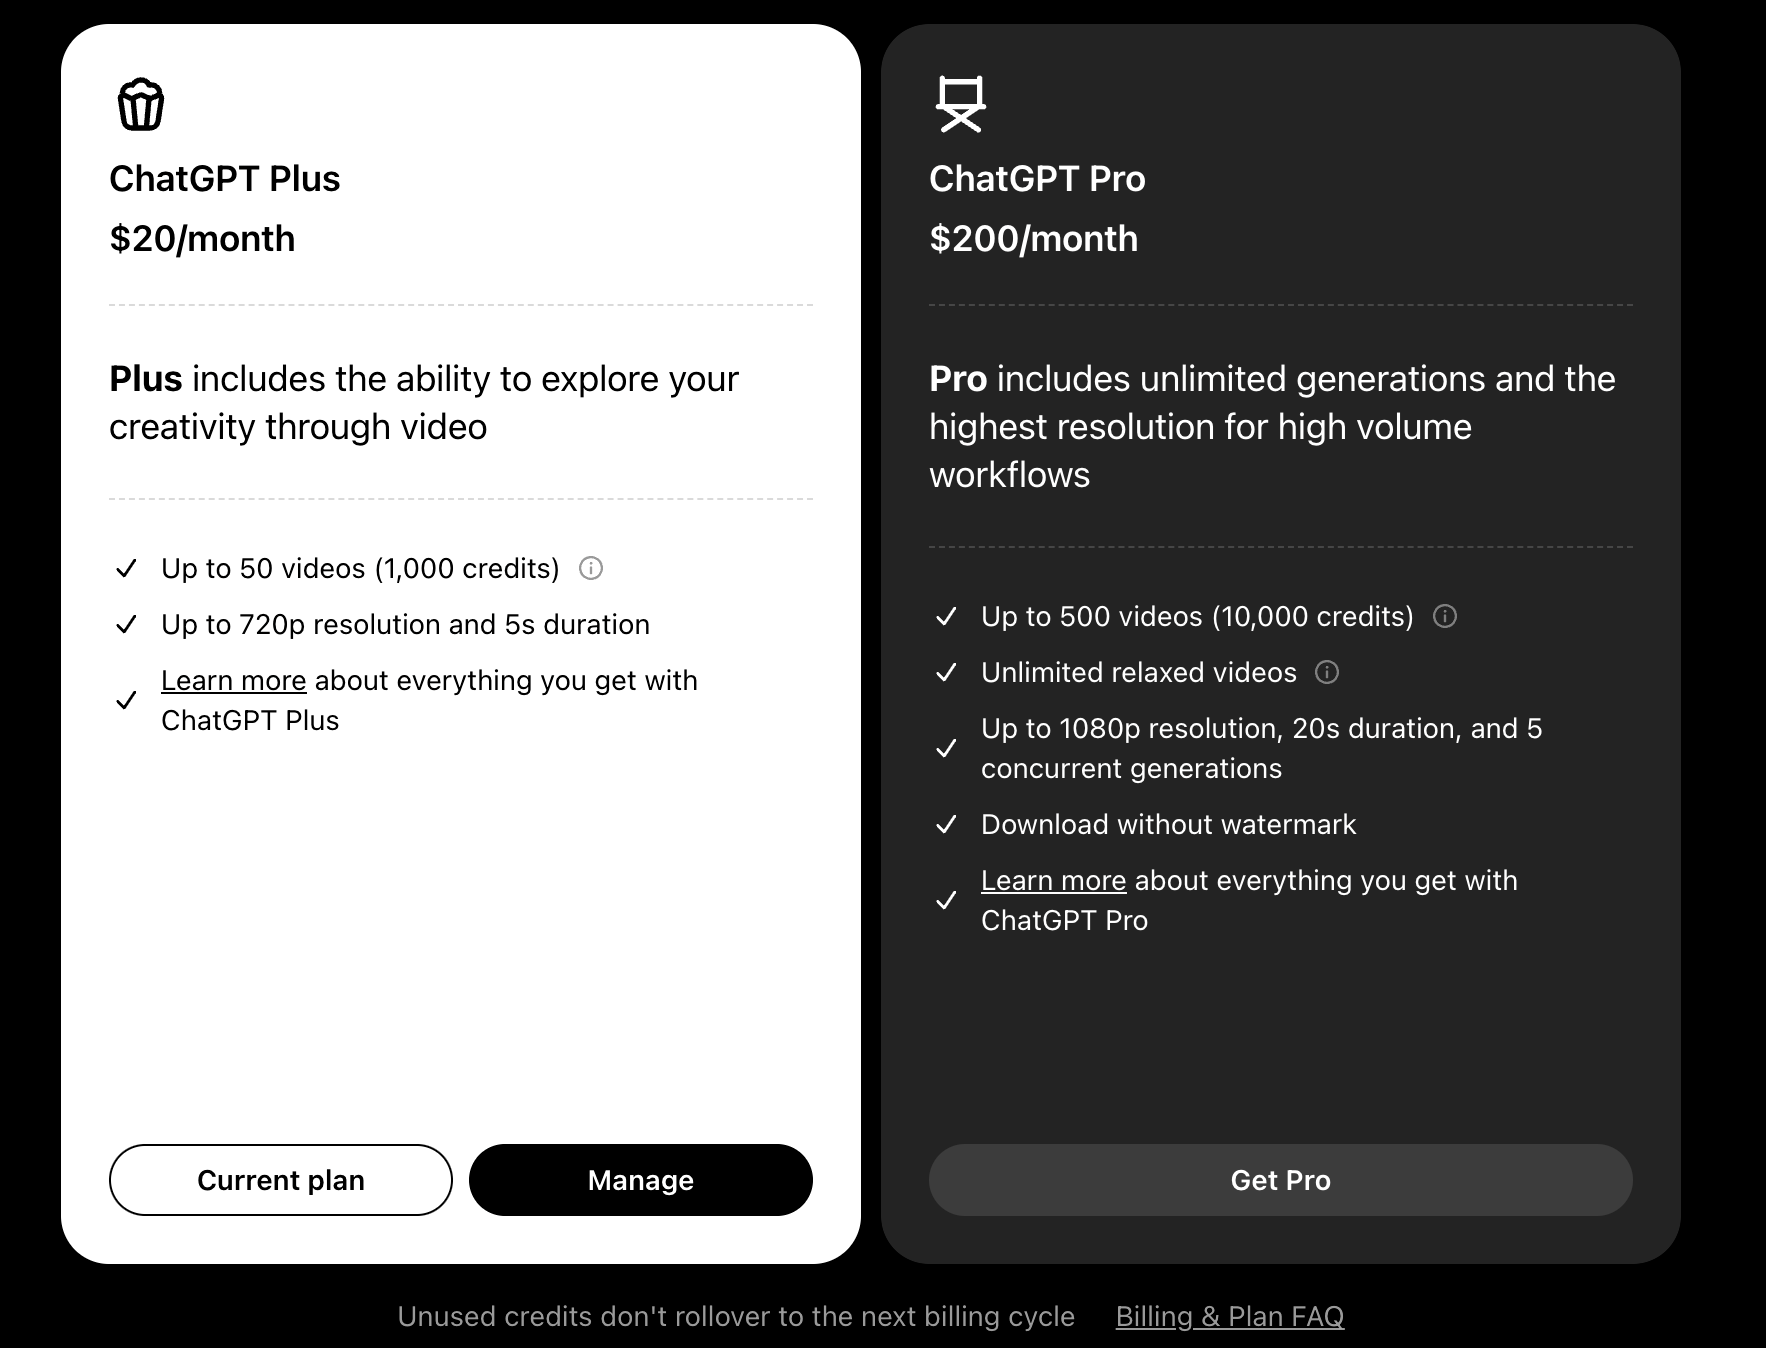 ChatGPT Plus
$20/month
Plus includes the ability to explore your
creativity through video
Up to 50 videos (1,000 credits)
Up to 720p resolution and 5s duration
Learn more about everything you get with
ChatGPT Plus
Current plan
Manage
ChatGPT Pro
$200/month
Pro includes unlimited generations and the
highest resolution for high volume
workflows
Up to 500 videos (10,000 credits)
Unlimited relaxed videos
Up to 1080p resolution, 20s duration, and 5
concurrent generations
Download without watermark
Learn more about everything you get with
ChatGPT Pro
Get Pro
Unused credits don't rollover to the next billing cycle
Billing & Plan FAQ